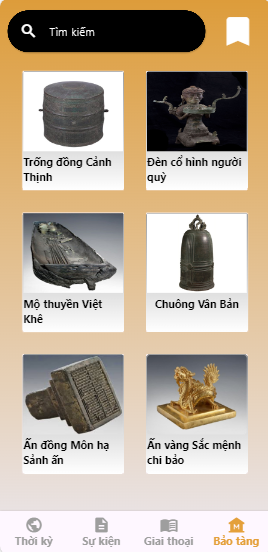 Tìm kiếm
Trống đồng Cảnh
Thịnh
Đèn cổ hình người
quỳ
Mộ thuyền Việt
Khê
Chuông Vân Bản
Ấn đồng Môn hạ
Sảnh ấn
Ấn vàng Sắc mệnh
chi bảo
Thời kỳ
Sự kiện
Giai thoại
Bảo tàng